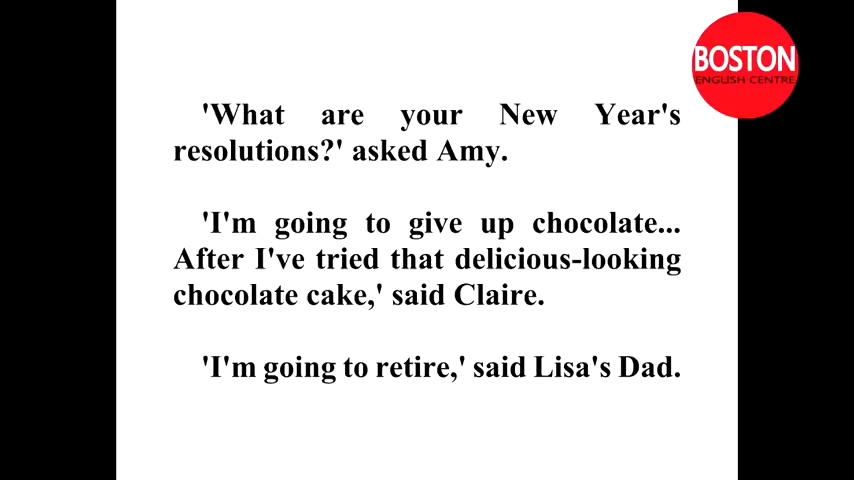 BOSTON
ENGLISH CENTRE
'What are your New Year's
resolutions?' asked Amy.
'I'm going to give up chocolate...
After I've tried that delicious-looking
chocolate cake,' said Claire.
'I'm going to retire,' said Lisa's Dad.